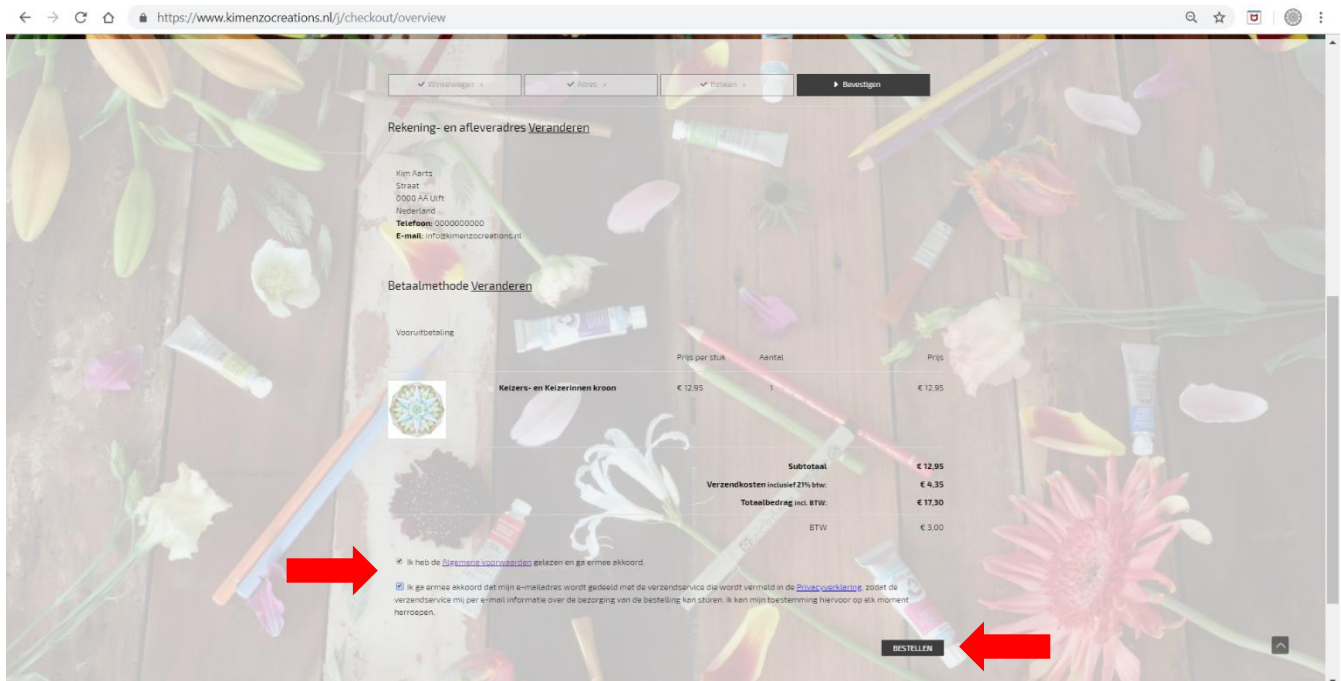 https://www.kimenzocreations.nl/j/checkout/overview
Winkelwagen
Adres
Betalen
Bevestigen
Rekening- en afleveradres Veranderen
Kim Aarts
Straat
0000 AA Ulft
Nederland
Telefoon: 0000000000
E-mail: info@kimenzocreations.nl
Betaalmethode Veranderen
Vooruitbetaling
Prijs per stuk Aantal Prijs
Keizers- en Keizerinnen kroon € 12,95 1 € 12,95
Subtotaal € 12,95
Verzendkosten inclusief 21% btw: € 4,35
Totaalbedrag incl. BTW: € 17,30
BTW € 3,00
Ik heb de Algemene voorwaarden gelezen en ga ermee akkoord.
Ik ga ermee akkoord dat mijn e-mailadres wordt gedeeld met de verzendservice die wordt vermeld in de Privacyverklaring, zodat de
verzendservice mij per e-mail informatie over de bezorging van de bestelling kan sturen. Ik kan mijn toestemming hiervoor op elk moment
herroepen.
BESTELLEN